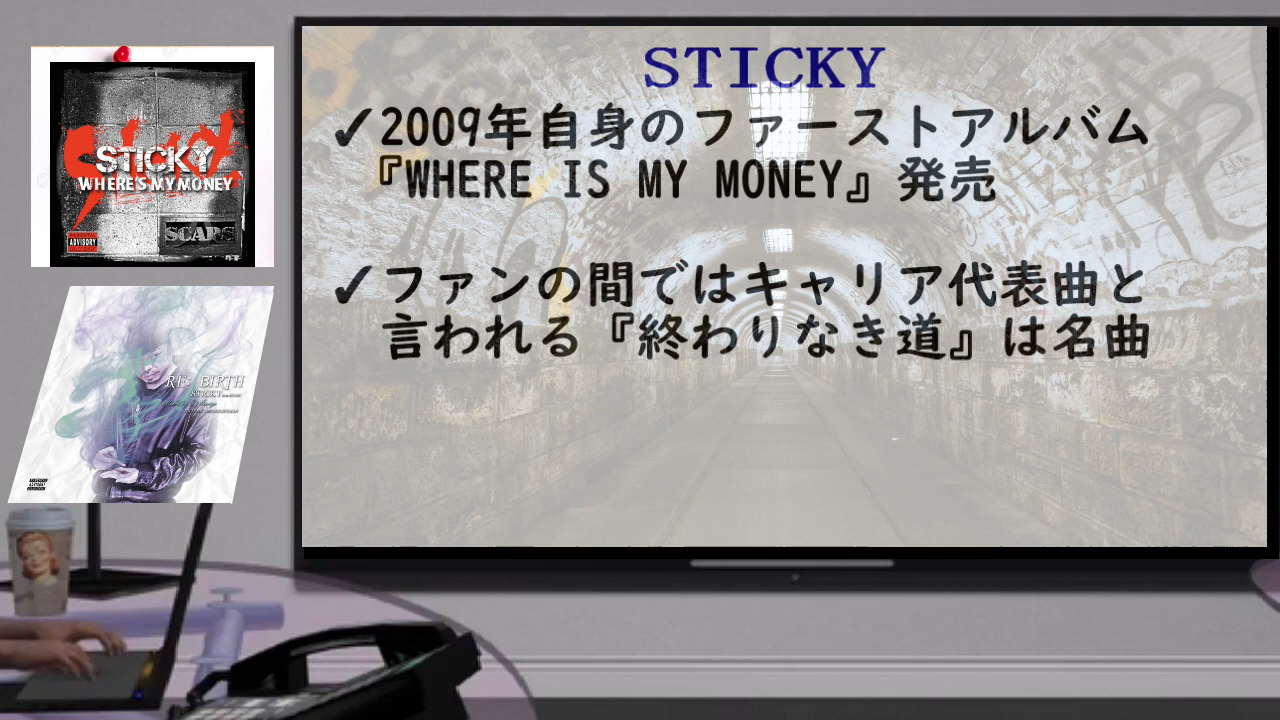 STICKY
✓2009年自身のファーストアルバム
『WHERE IS MY MONEY』発売
✓ファンの間ではキャリア代表曲と
言われる『終わりなき道』は名曲
STICKY
WHERE'S MY MONEY
PARENTAL
ADVISORY
SCARS
RE: BIRTH
STICKY